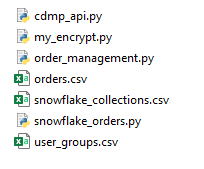 cdmp_api.py
my_encrypt.py
order_management.py
orders.csv
snowflake_collections.csv
snowflake_orders.py
user_groups.csv